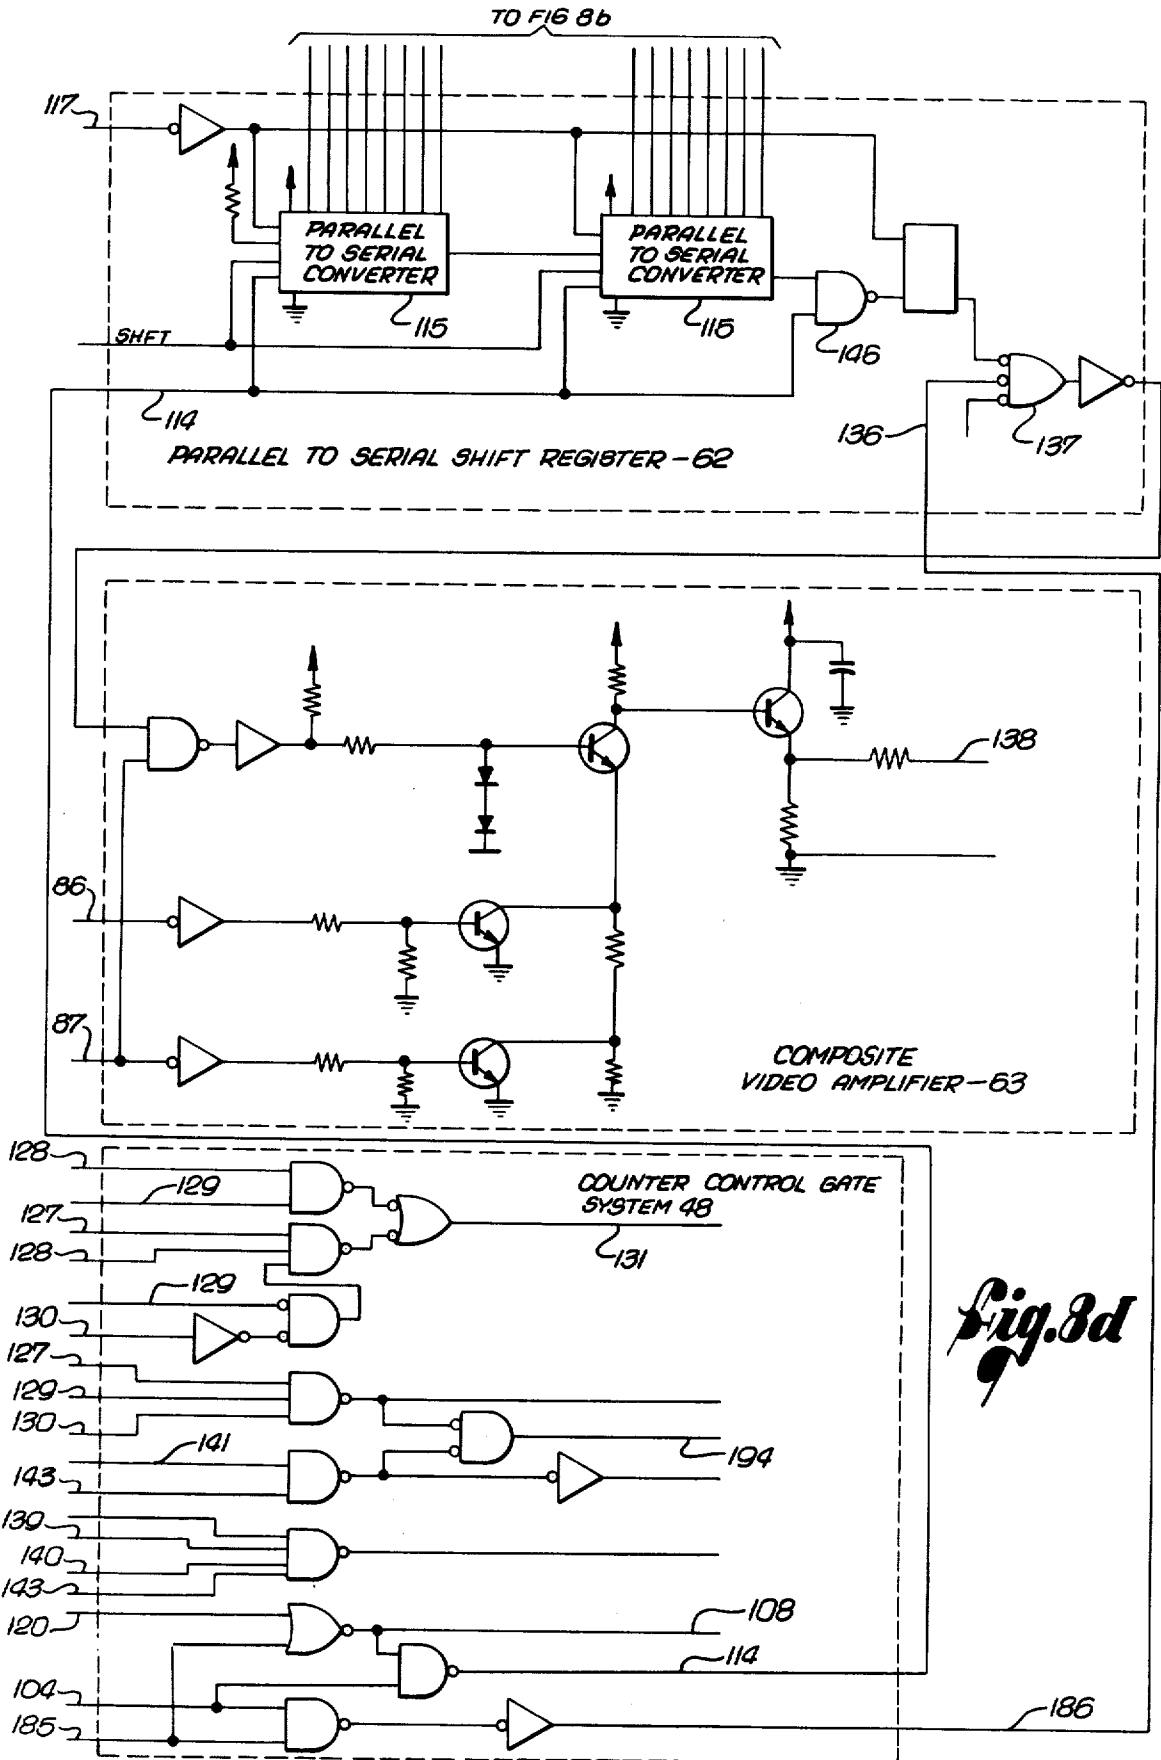 TO FIG 8b
117
PARALLEL
TO SERIAL
CONVERTER
PARALLEL
TO SERIAL
CONVERTER
115
115
SHFT
146
114
136
137
PARALLEL TO SERIAL SHIFT REGISTER-62
138
86
87
COMPOSITE
VIDEO AMPLIFIER-63
128
129
127
128
COUNTER CONTROL GATE
SYSTEM 48
131
129
130
127
129
130
141
143
194
139
140
143
120
108
114
104
185
186
Fig. 8d